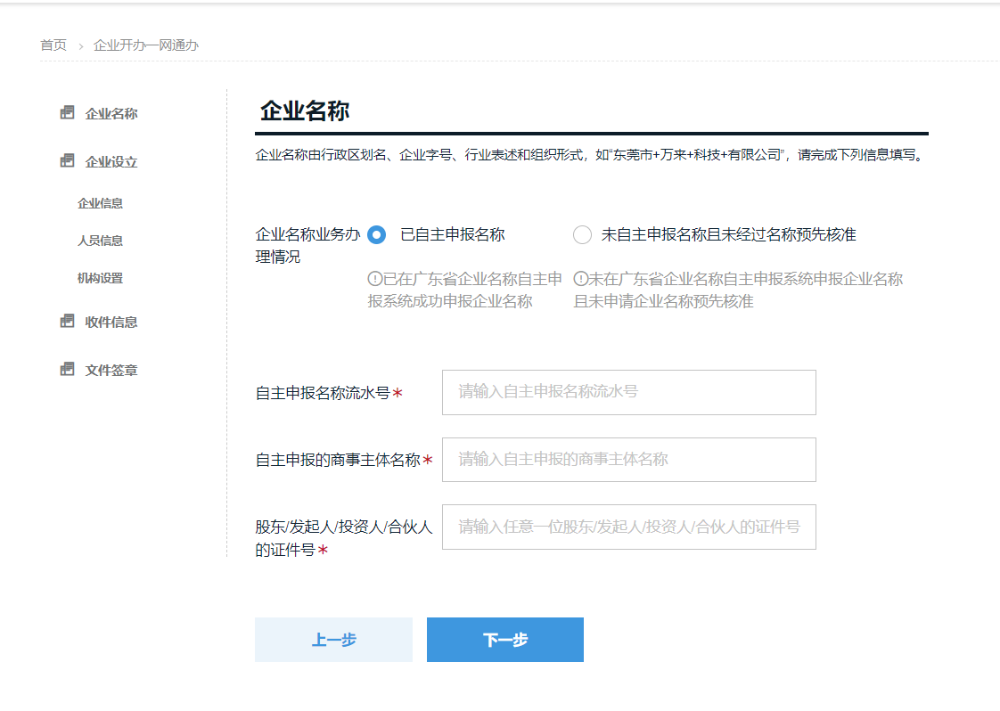 首页 > 企业开办一网通办
企业名称
企业设立
企业信息
人员信息
机构设置
收件信息
文件签章
企业名称
企业名称由行政区划名、企业字号、行业表述和组织形式，如“东莞市+万来+科技+有限公司”，请完成下列信息填写。
企业名称业务办
理情况
已自主申报名称
已在广东省企业名称自主申
报系统成功申报企业名称
未自主申报名称且未经过名称预先核准
未在广东省企业名称自主申报系统申报企业名称
且未申请企业名称预先核准
自主申报名称流水号* 请输入自主申报名称流水号
自主申报的商事主体名称* 请输入自主申报的商事主体名称
股东/发起人/投资人/合伙人
的证件号*
请输入任意一位股东/发起人/投资人/合伙人的证件号
上一步 下一步